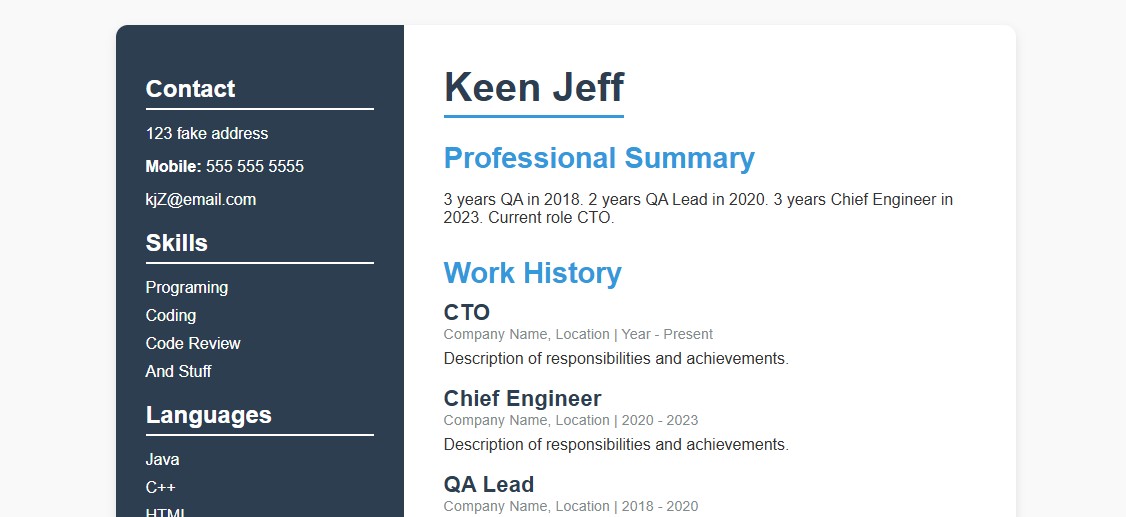 Contact
123 fake address
Mobile: 555 555 5555
kjZ@email.com
Skills
Programing
Coding
Code Review
And Stuff
Languages
Java
C++
HTML
Keen Jeff
Professional Summary
3 years QA in 2018. 2 years QA Lead in 2020. 3 years Chief Engineer in
2023. Current role CTO.
Work History
CTO
Company Name, Location | Year - Present
Description of responsibilities and achievements.
Chief Engineer
Company Name, Location | 2020 - 2023
Description of responsibilities and achievements.
QA Lead
Company Name, Location | 2018 - 2020